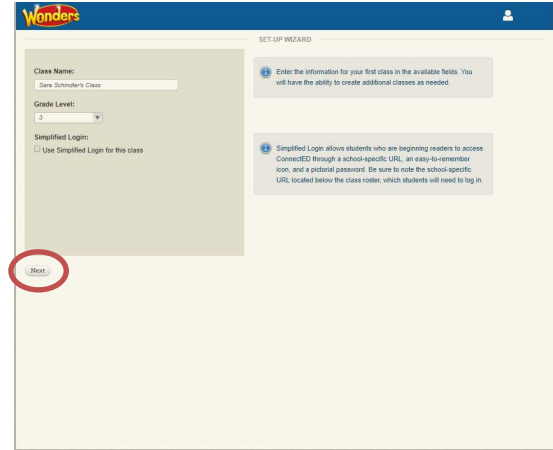 Wonders
SET-UP WIZARD
Class Name:
Sare Schindler's Class
Grade Level:
3
Simplified Login:
Use Simplified Login for this class
Enter the information for your first class in the available fields. You
will have the ability to create additional classes as needed.
Simplified Login allows students who are beginning readers to access
ConnectED through a school-specific URL, an easy-to-remember
icon, and a pictorial password. Be sure to note the school-specific
URL located below the class roster, which students will need to log in.
Next